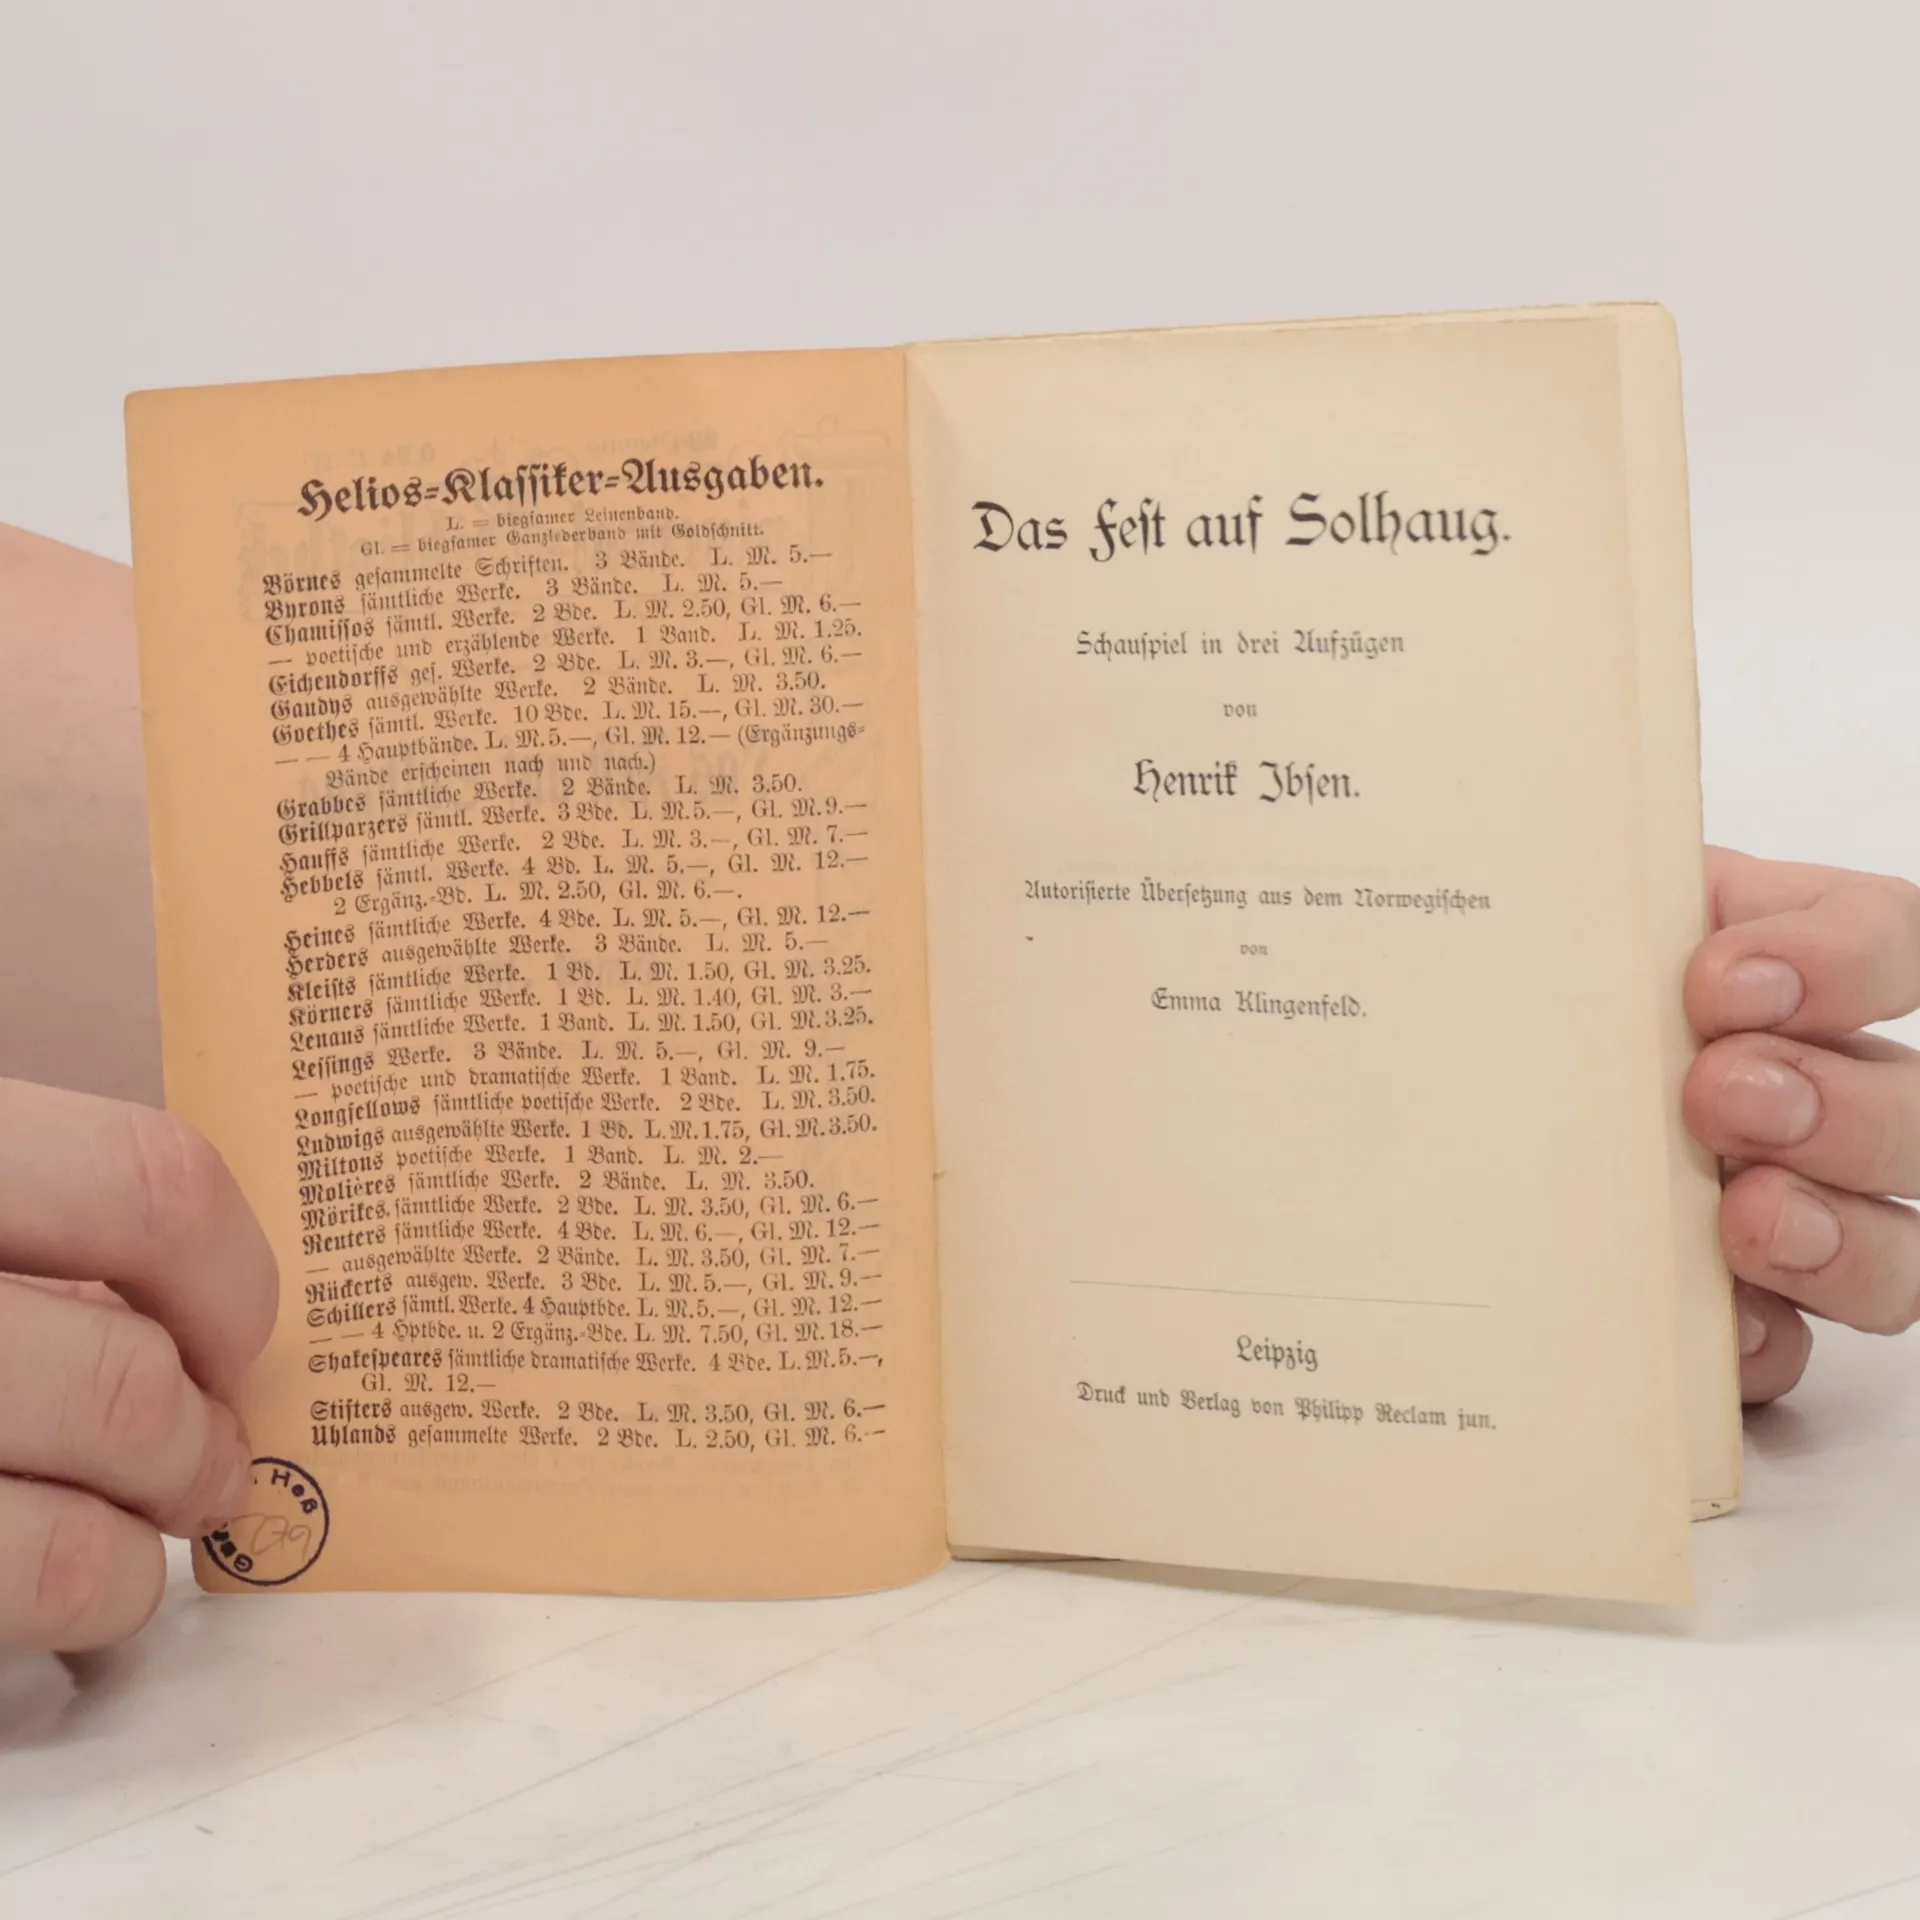 Helios-Klassiker-Ausgaben.
L. = biegsamer Leinenband.
Gl. = biegsamer Ganzlederband mit Goldschnitt.
Börnes gesammelte Schriften. 3 Bände. L. M. 5.—
Byrons sämtliche Werke. 3 Bände. L. M. 5.—
Chamissos sämtl. Werke. 2 Bde. L. M. 2.50, Gl. M. 6.—
— poetische und erzählende Werke. 1 Band. L. M. 1.25.
Eichendorffs ges. Werke. 2 Bde. L. M. 3.—, Gl. M. 6.—
Gaudys ausgewählte Werke. 2 Bände. L. M. 3.50.
Goethes sämtl. Werke. 10 Bde. L. M. 15.—, Gl. M. 30.—
— — 4 Hauptbände. L. M. 5.—, Gl. M. 12.— (Ergänzungs-
Bände erscheinen nach und nach.)
Grabbes sämtliche Werke. 2 Bände. L. M. 3.50.
Grillparzers sämtl. Werke. 3 Bde. L. M. 5.—, Gl. M. 9.—
Hauffs sämtliche Werke. 2 Bde. L. M. 3.—, Gl. M. 7.—
Hebbels sämtl. Werke. 4 Bd. L. M. 5.—, Gl. M. 12.—
2 Ergänz.-Bd. L. M. 2.50, Gl. M. 6.—.
Heines sämtliche Werke. 4 Bde. L. M. 5.—, Gl. M. 12.—
Herders ausgewählte Werke. 3 Bände. L. M. 5.—
Kleists sämtliche Werke. 1 Bd. L. M. 1.50, Gl. M. 3.25.
Körners sämtliche Werke. 1 Bd. L. M. 1.40, Gl. M. 3.—
Lenaus sämtliche Werke. 1 Band. L. M. 1.50, Gl. M. 3.25.
Lessings Werke. 3 Bände. L. M. 5.—, Gl. M. 9.—
— poetische und dramatische Werke. 1 Band. L. M. 1.75.
Longfellows sämtliche poetische Werke. 2 Bde. L. M. 3.50.
Ludwigs ausgewählte Werke. 1 Bd. L. M. 1.75, Gl. M. 3.50.
Miltons poetische Werke. 1 Band. L. M. 2.—
Molières sämtliche Werke. 2 Bände. L. M. 3.50.
Mörikes sämtliche Werke. 2 Bde. L. M. 3.50, Gl. M. 6.—
Reuters sämtliche Werke. 4 Bde. L. M. 6.—, Gl. M. 12.—
— ausgewählte Werke. 2 Bände. L. M. 3.50, Gl. M. 7.—
Rückerts ausgew. Werke. 3 Bde. L. M. 5.—, Gl. M. 9.—
Schillers sämtl. Werke. 4 Hauptbde. L. M. 5.—, Gl. M. 12.—
— — 4 Hptbde. u. 2 Ergänz.-Bde. L. M. 7.50, Gl. M. 18.—
Shakespeares sämtliche dramatische Werke. 4 Bde. L. M. 5.—,
Gl. M. 12.—
Stifters ausgew. Werke. 2 Bde. L. M. 3.50, Gl. M. 6.—
Uhlands gesammelte Werke. 2 Bde. L. 2.50, Gl. M. 6.—
Heß
279
Das Fest auf Solhaug.
Schauspiel in drei Aufzügen
von
Henrik Ibsen.
Autorisierte Übersetzung aus dem Norwegischen
von
Emma Klingenfeld.
Leipzig
Druck und Verlag von Philipp Reclam jun.